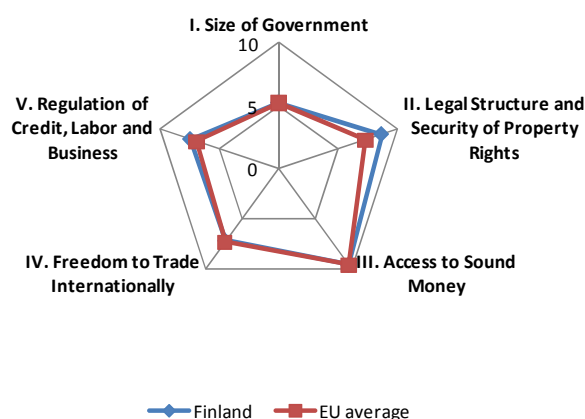 I. Size of Government
10
V. Regulation of
Credit, Labor and
Business
5
II. Legal Structure and
Security of Property
Rights
0
IV. Freedom to Trade
Internationally
III. Access to Sound
Money
Finland
EU average